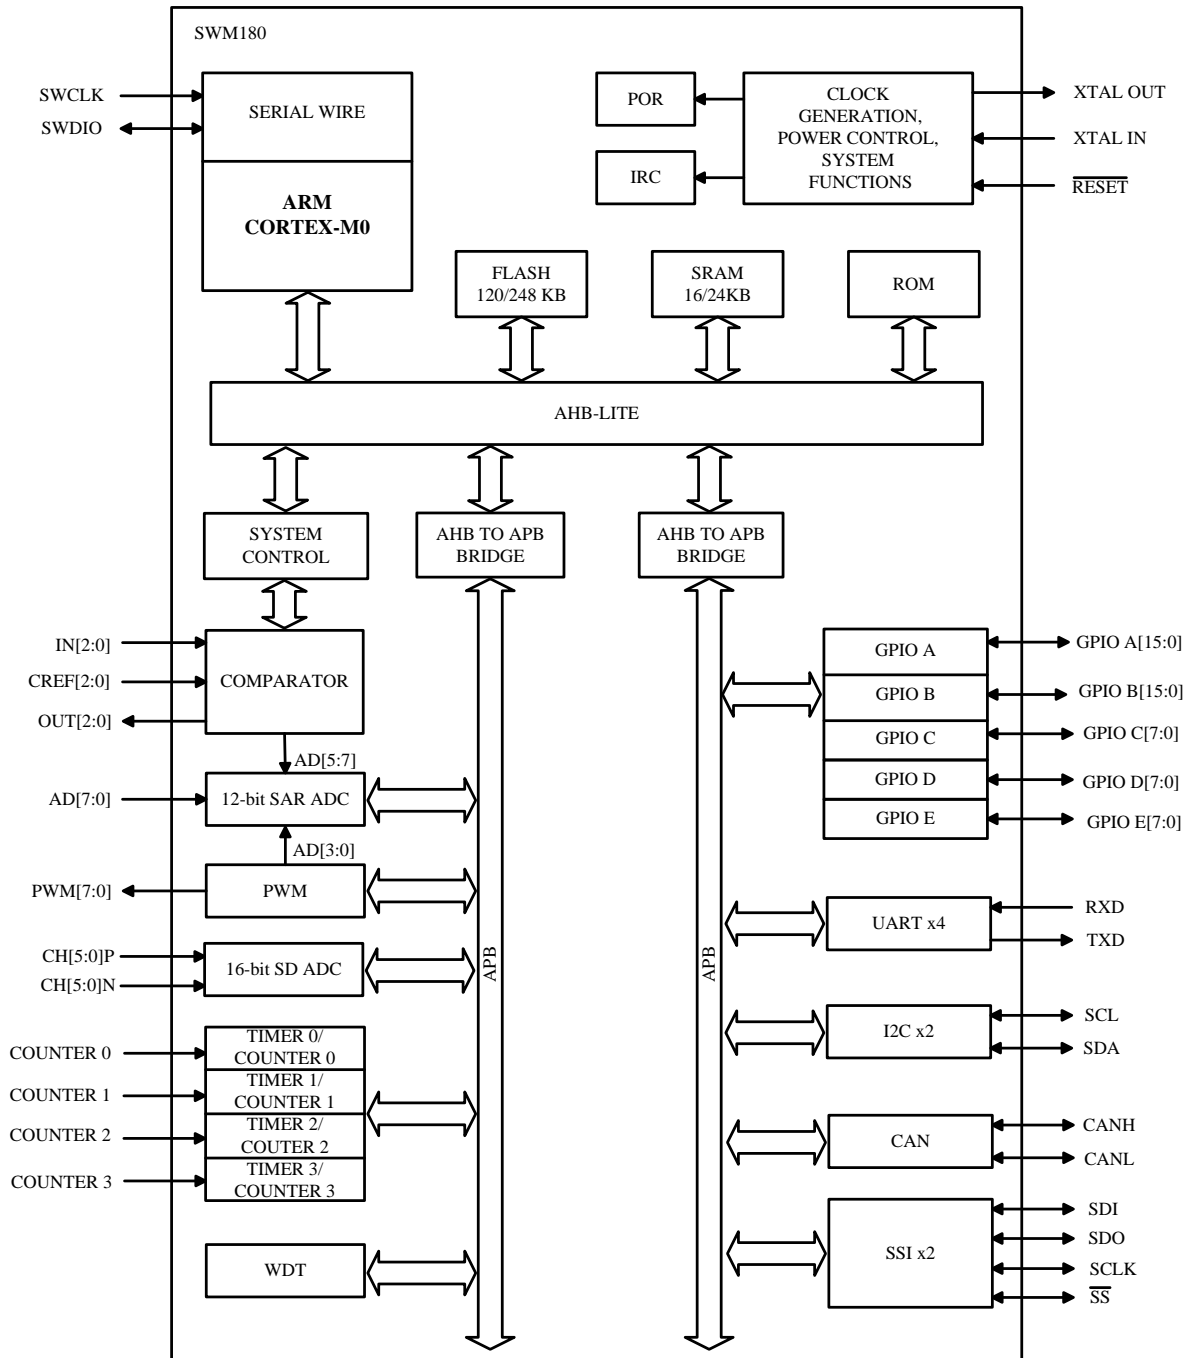 SWM180
SWCLK
SWDIO
SERIAL WIRE
ARM
CORTEX-M0
POR
IRC
CLOCK
GENERATION,
POWER CONTROL,
SYSTEM
FUNCTIONS
XTAL OUT
XTAL IN
RESET
FLASH
120/248 KB
SRAM
16/24KB
ROM
AHB-LITE
SYSTEM
CONTROL
AHB TO APB
BRIDGE
AHB TO APB
BRIDGE
IN[2:0]
CREF[2:0]
OUT[2:0]
COMPARATOR
AD[5:7]
AD[7:0]
12-bit SAR ADC
AD[3:0]
PWM[7:0]
PWM
CH[5:0]P
CH[5:0]N
16-bit SD ADC
COUNTER 0
COUNTER 1
COUNTER 2
COUNTER 3
TIMER 0/
COUNTER 0
TIMER 1/
COUNTER 1
TIMER 2/
COUTER 2
TIMER 3/
COUNTER 3
WDT
APB
APB
GPIO A
GPIO B
GPIO C
GPIO D
GPIO E
GPIO A[15:0]
GPIO B[15:0]
GPIO C[7:0]
GPIO D[7:0]
GPIO E[7:0]
UART x4
RXD
TXD
I2C x2
SCL
SDA
CAN
CANH
CANL
SSI x2
SDI
SDO
SCLK
SS